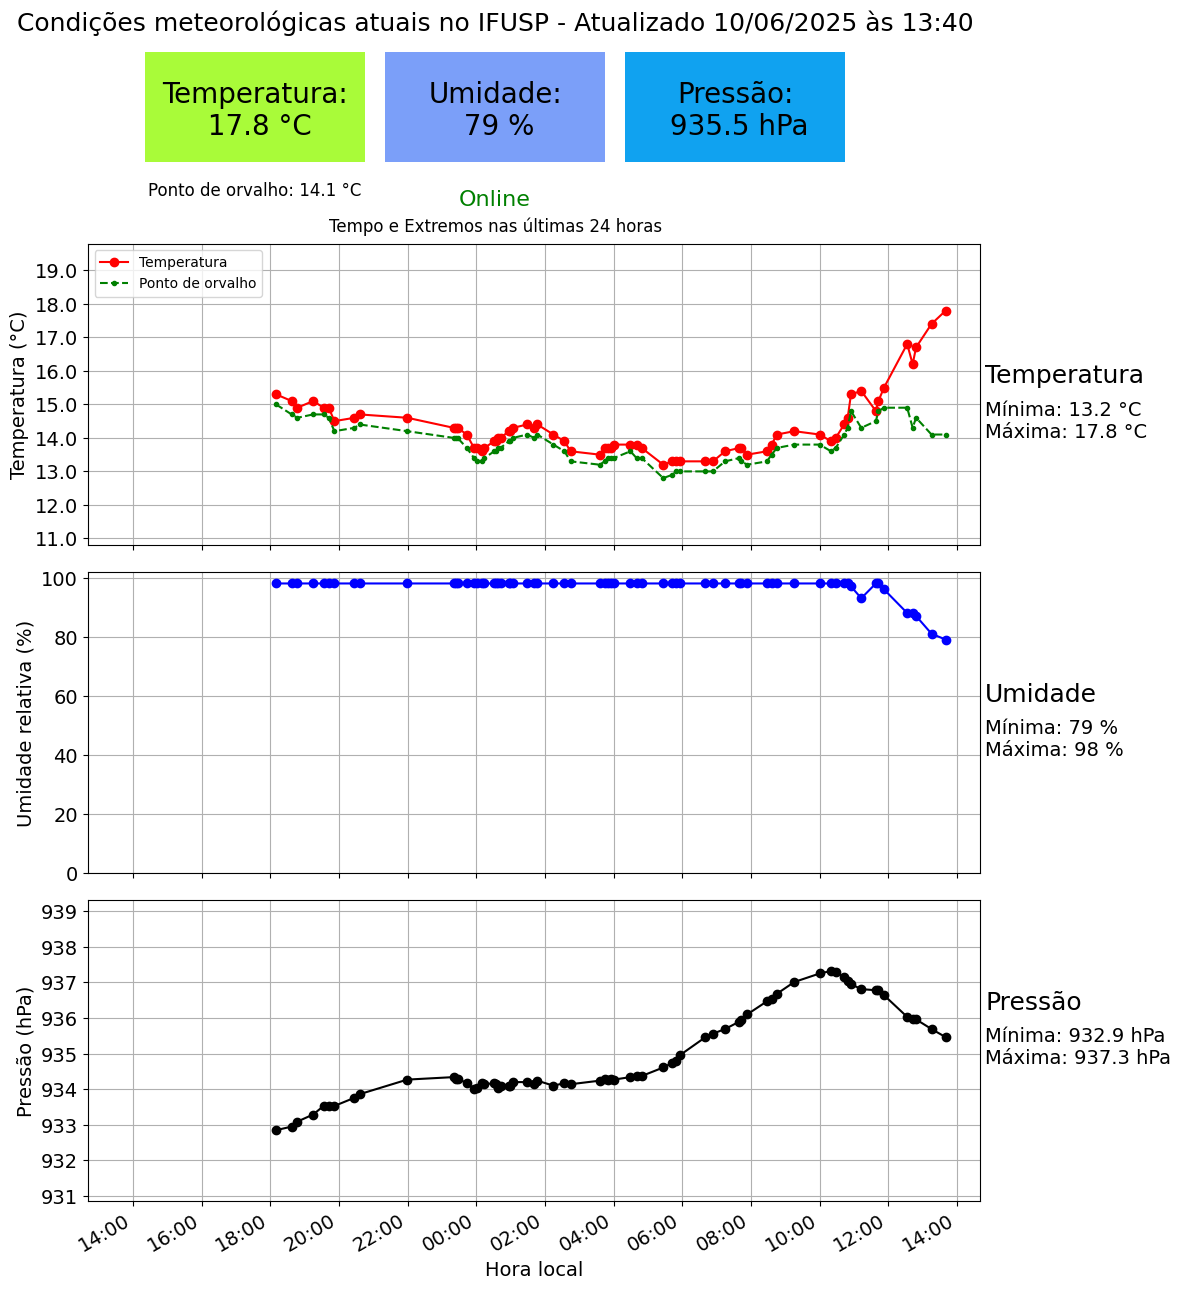 Condições meteorológicas atuais no IFUSP - Atualizado 10/06/2025 às 13:40
Temperatura:
17.8 °C
Umidade:
79 %
Pressão:
935.5 hPa
Ponto de orvalho: 14.1 °C
Online
Tempo e Extremos nas últimas 24 horas
Temperatura
Ponto de orvalho
Temperatura (°C)
19.0
18.0
17.0
16.0
15.0
14.0
13.0
12.0
11.0
Temperatura
Mínima: 13.2 °C
Máxima: 17.8 °C
Umidade relativa (%)
100
80
60
40
20
0
Umidade
Mínima: 79 %
Máxima: 98 %
Pressão (hPa)
939
938
937
936
935
934
933
932
931
Pressão
Mínima: 932.9 hPa
Máxima: 937.3 hPa
14:00 16:00 18:00 20:00 22:00 00:00 02:00 04:00 06:00 08:00 10:00 12:00 14:00
Hora local